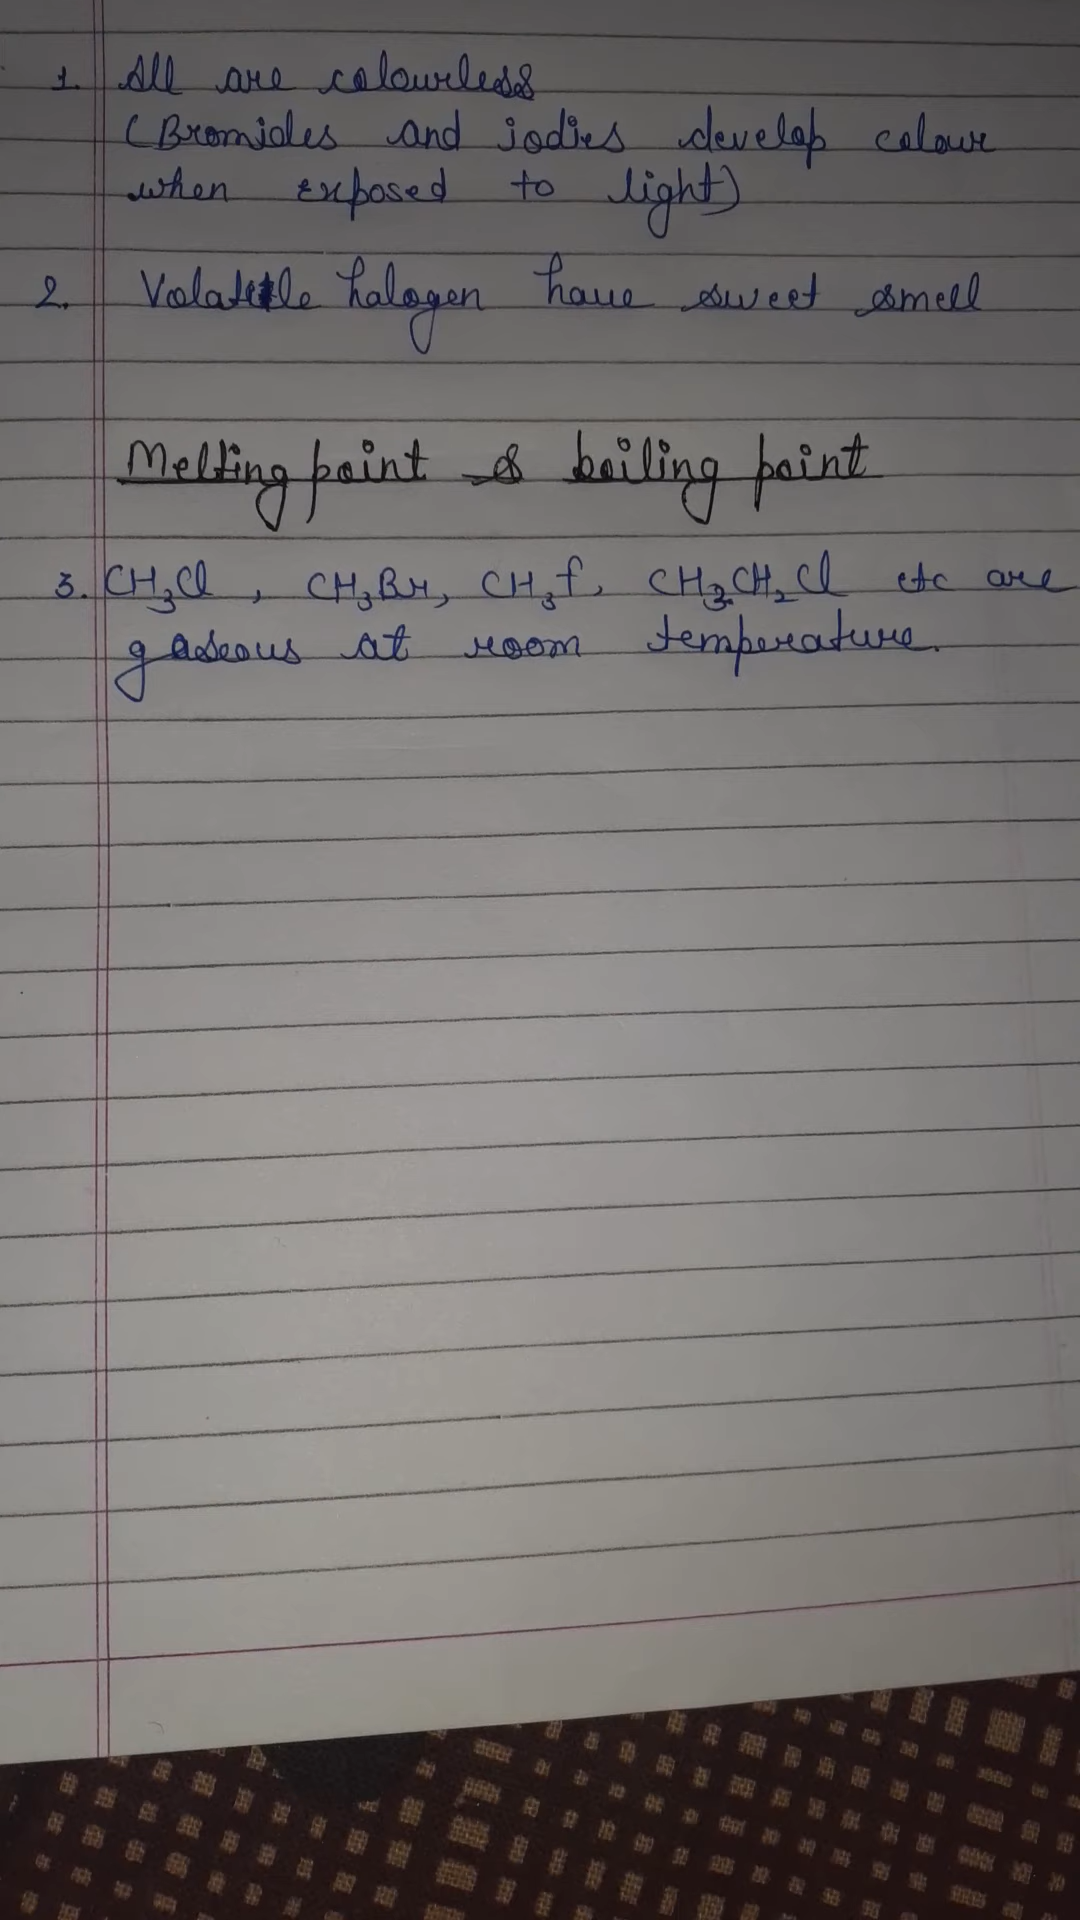 1. All are colourless
(Bromides and iodies develop colour
when exposed to light)
2. Volatile halogen have sweet smell
Melting point & boiling point
3. CH₃Cl, CH₃Br, CH₃f, CH₃CH₂Cl etc are
gaseous at room temperature.